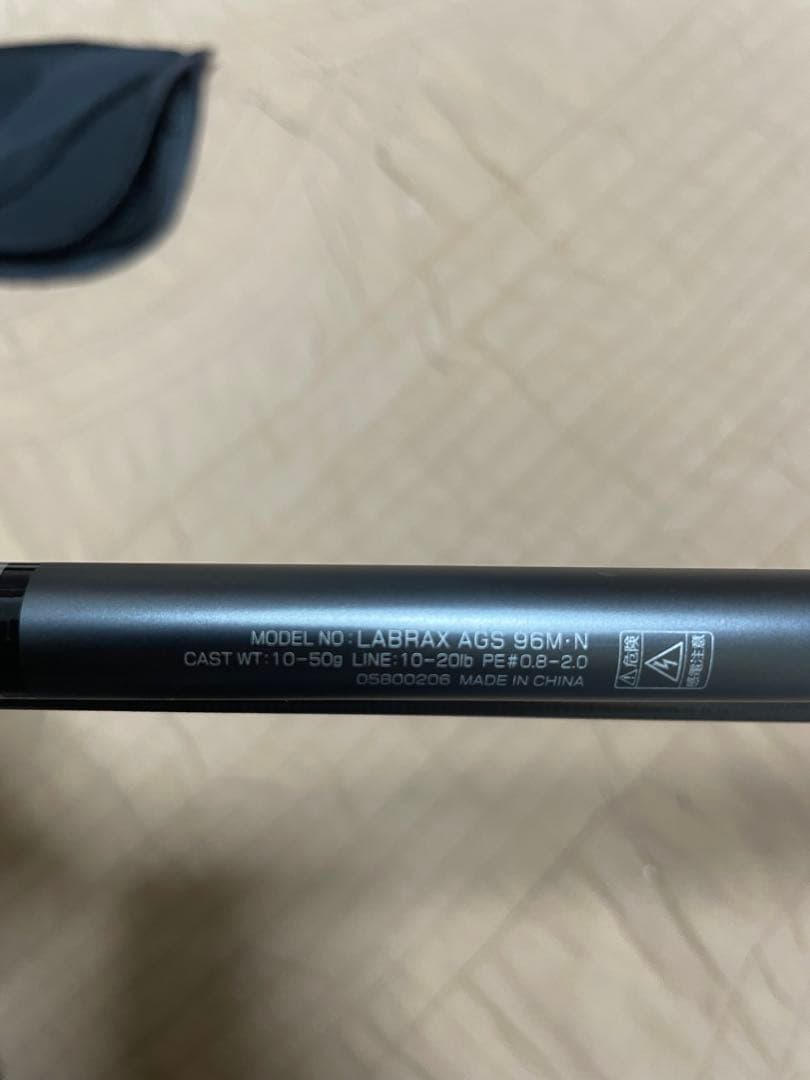 MODEL NO:LABRAX AGS 96M・N
CAST WT:10-50g LINE:10-20lb PE#0.8-2.0
05800206 MADE IN CHINA
危険
感電注意